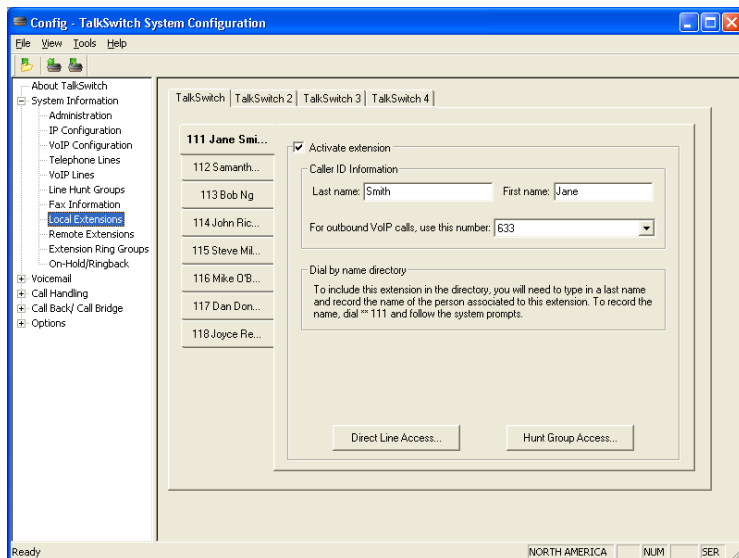 Config - TalkSwitch System Configuration
File View Tools Help
About TalkSwitch
System Information
Administration
IP Configuration
VoIP Configuration
Telephone Lines
VoIP Lines
Line Hunt Groups
Fax Information
Local Extensions
Remote Extensions
Extension Ring Groups
On-Hold/Ringback
Voicemail
Call Handling
Call Back/ Call Bridge
Options
TalkSwitch TalkSwitch 2 TalkSwitch 3 TalkSwitch 4
111 Jane Smi...
112 Samanth...
113 Bob Ng
114 John Ric...
115 Steve Mil...
116 Mike O'B...
117 Dan Don...
118 Joyce Re...
Activate extension
Caller ID Information
Last name: Smith First name: Jane
For outbound VoIP calls, use this number: 633
Dial by name directory
To include this extension in the directory, you will need to type in a last name
and record the name of the person associated to this extension. To record the
name, dial ** 111 and follow the system prompts.
Direct Line Access... Hunt Group Access...
Ready NORTH AMERICA NUM SER